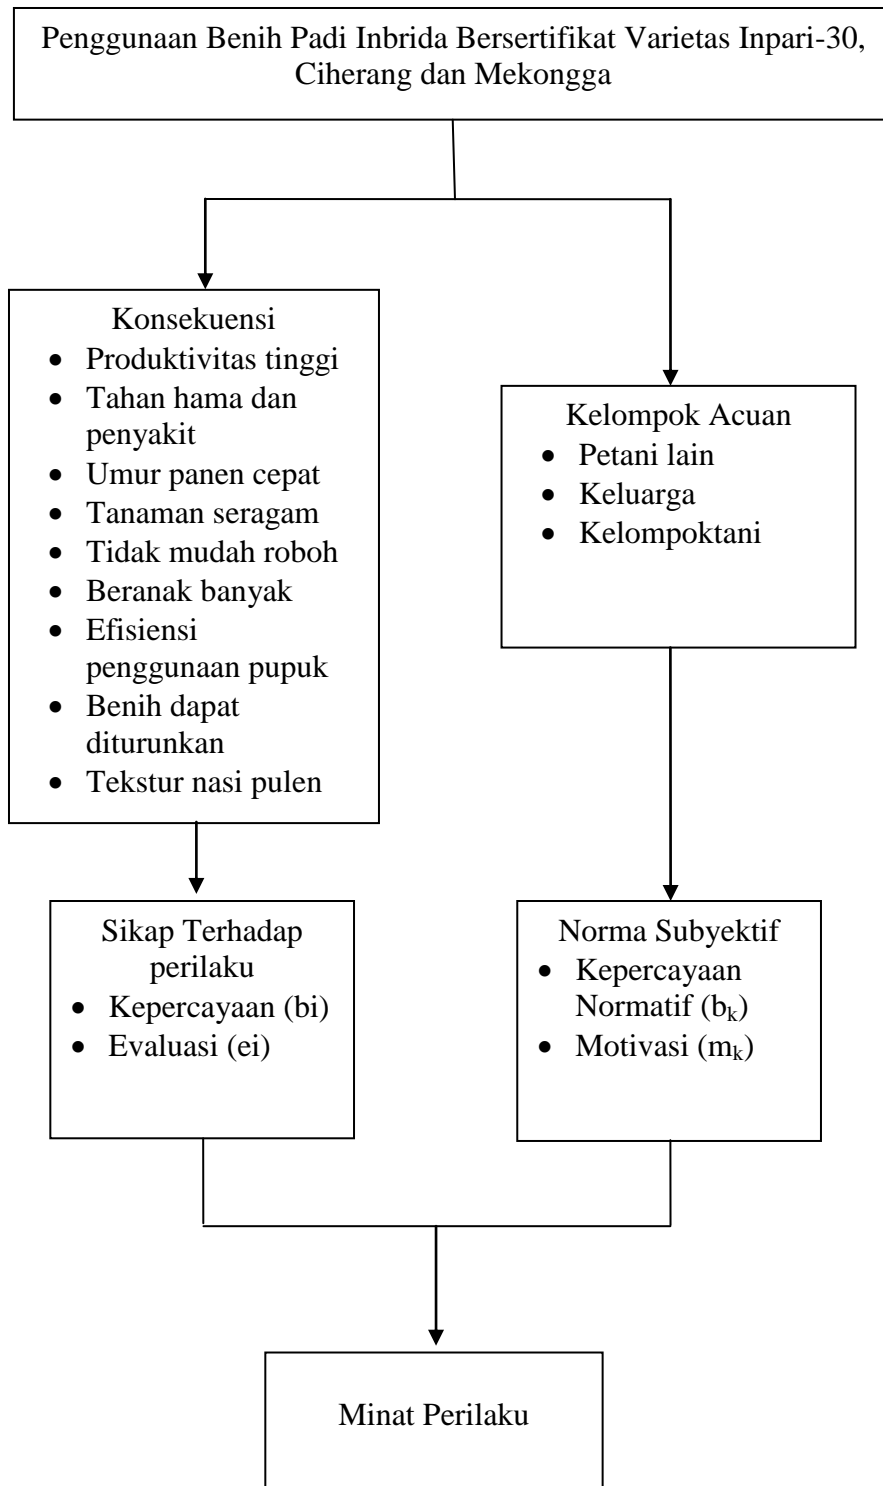 Penggunaan Benih Padi Inbrida Bersertifikat Varietas Inpari-30,
Ciherang dan Mekongga
Konsekuensi
• Produktivitas tinggi
• Tahan hama dan
penyakit
• Umur panen cepat
• Tanaman seragam
• Tidak mudah roboh
• Beranak banyak
• Efisiensi
penggunaan pupuk
• Benih dapat
diturunkan
• Tekstur nasi pulen
Kelompok Acuan
• Petani lain
• Keluarga
• Kelompoktani
Sikap Terhadap
perilaku
• Kepercayaan (bi)
• Evaluasi (ei)
Norma Subyektif
• Kepercayaan
Normatif (bₖ)
• Motivasi (mₖ)
Minat Perilaku